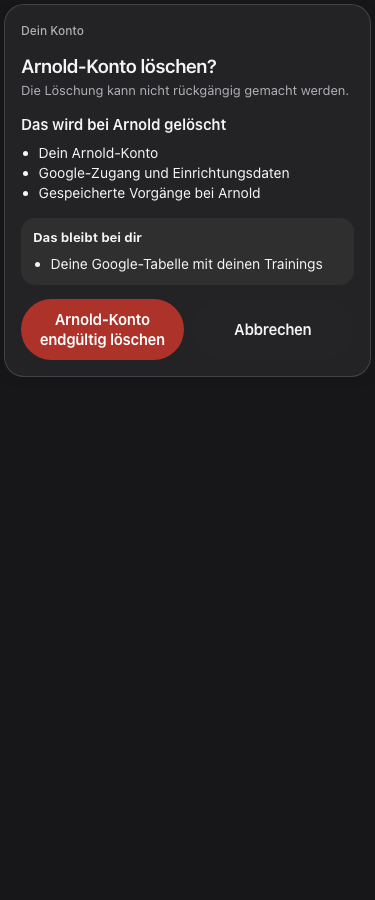 Dein Konto
Arnold-Konto löschen?
Die Löschung kann nicht rückgängig gemacht werden.
Das wird bei Arnold gelöscht
• Dein Arnold-Konto
• Google-Zugang und Einrichtungsdaten
• Gespeicherte Vorgänge bei Arnold
Das bleibt bei dir
• Deine Google-Tabelle mit deinen Trainings
Arnold-Konto
endgültig löschen
Abbrechen